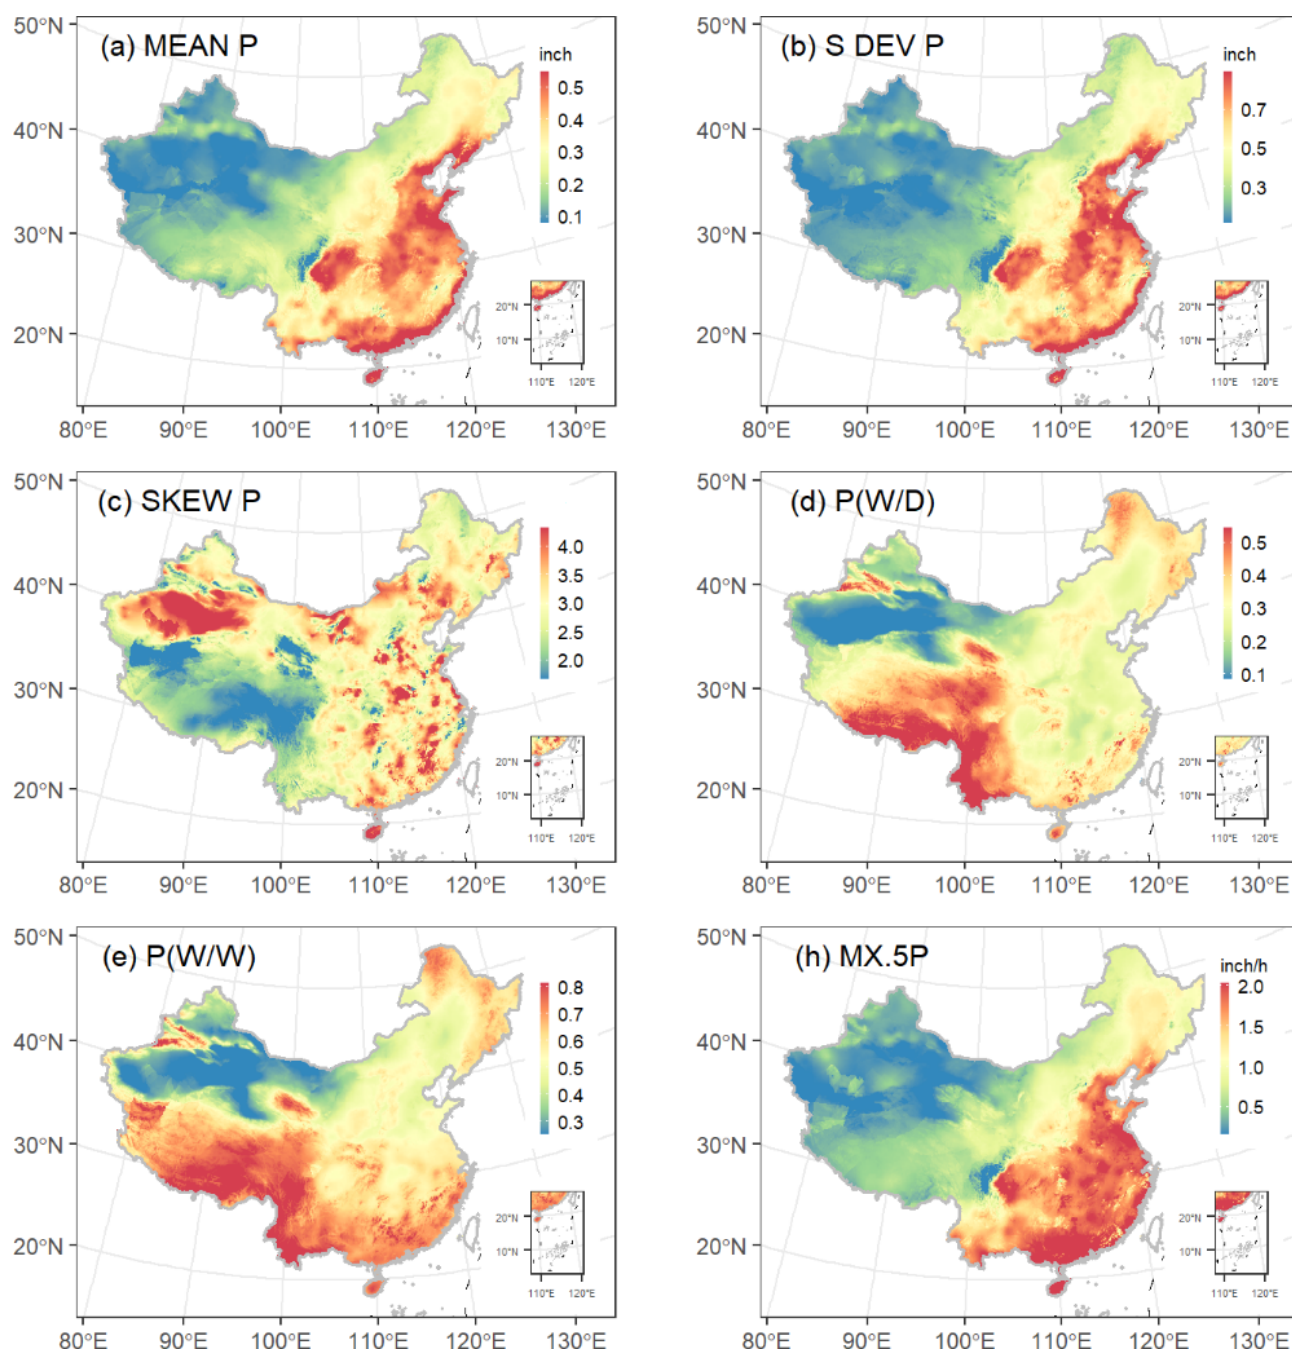 (a) MEAN P
inch
0.5
0.4
0.3
0.2
0.1
50°N
40°N
30°N
20°N
80°E
90°E
100°E
110°E
120°E
130°E
20°N
10°N
110°E
120°E
(b) S DEV P
inch
0.7
0.5
0.3
50°N
40°N
30°N
20°N
80°E
90°E
100°E
110°E
120°E
130°E
20°N
10°N
110°E
120°E
(c) SKEW P
4.0
3.5
3.0
2.5
2.0
50°N
40°N
30°N
20°N
80°E
90°E
100°E
110°E
120°E
130°E
20°N
10°N
110°E
120°E
(d) P(W/D)
0.5
0.4
0.3
0.2
0.1
50°N
40°N
30°N
20°N
80°E
90°E
100°E
110°E
120°E
130°E
20°N
10°N
110°E
120°E
(e) P(W/W)
0.8
0.7
0.6
0.5
0.4
0.3
50°N
40°N
30°N
20°N
80°E
90°E
100°E
110°E
120°E
130°E
20°N
10°N
110°E
120°E
(h) MX.5P
inch/h
2.0
1.5
1.0
0.5
50°N
40°N
30°N
20°N
80°E
90°E
100°E
110°E
120°E
130°E
20°N
10°N
110°E
120°E